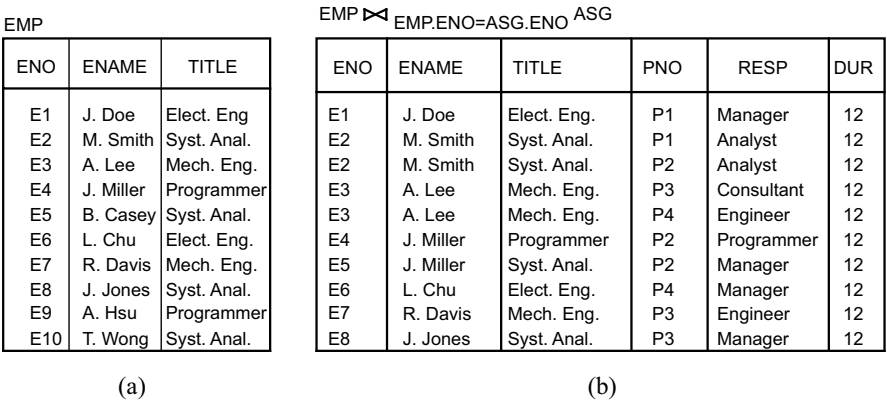 EMP
ENO ENAME TITLE
E1 J. Doe Elect. Eng
E2 M. Smith Syst. Anal.
E3 A. Lee Mech. Eng.
E4 J. Miller Programmer
E5 B. Casey Syst. Anal.
E6 L. Chu Elect. Eng.
E7 R. Davis Mech. Eng.
E8 J. Jones Syst. Anal.
E9 A. Hsu Programmer
E10 T. Wong Syst. Anal.
(a)
EMP ⋈ EMP.ENO=ASG.ENO ASG
ENO ENAME TITLE PNO RESP DUR
E1 J. Doe Elect. Eng. P1 Manager 12
E2 M. Smith Syst. Anal. P1 Analyst 12
E2 M. Smith Syst. Anal. P2 Analyst 12
E3 A. Lee Mech. Eng. P3 Consultant 12
E3 A. Lee Mech. Eng. P4 Engineer 12
E4 J. Miller Programmer P2 Programmer 12
E5 J. Miller Syst. Anal. P2 Manager 12
E6 L. Chu Elect. Eng. P4 Manager 12
E7 R. Davis Mech. Eng. P3 Engineer 12
E8 J. Jones Syst. Anal. P3 Manager 12
(b)